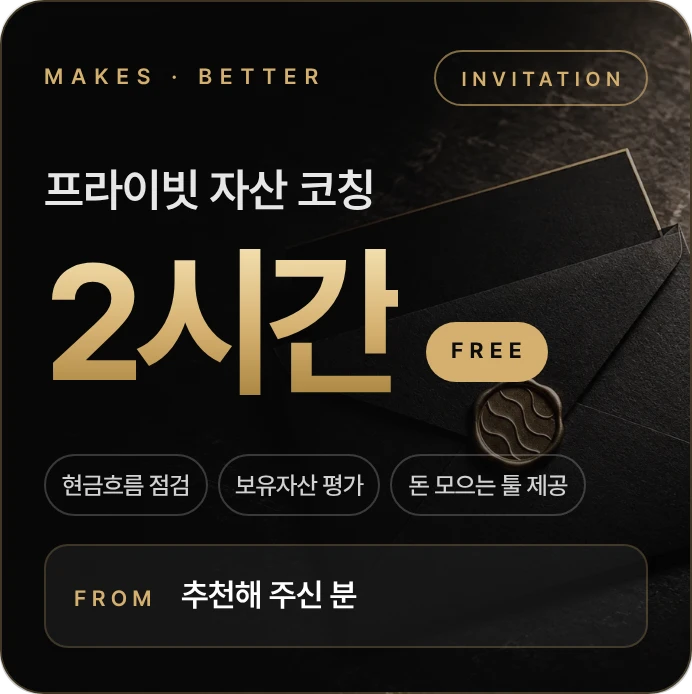 MAKES · BETTER
INVITATION
프라이빗 자산 코칭
2시간
FREE
현금흐름 점검 보유자산 평가 돈 모으는 툴 제공
FROM 추천해 주신 분